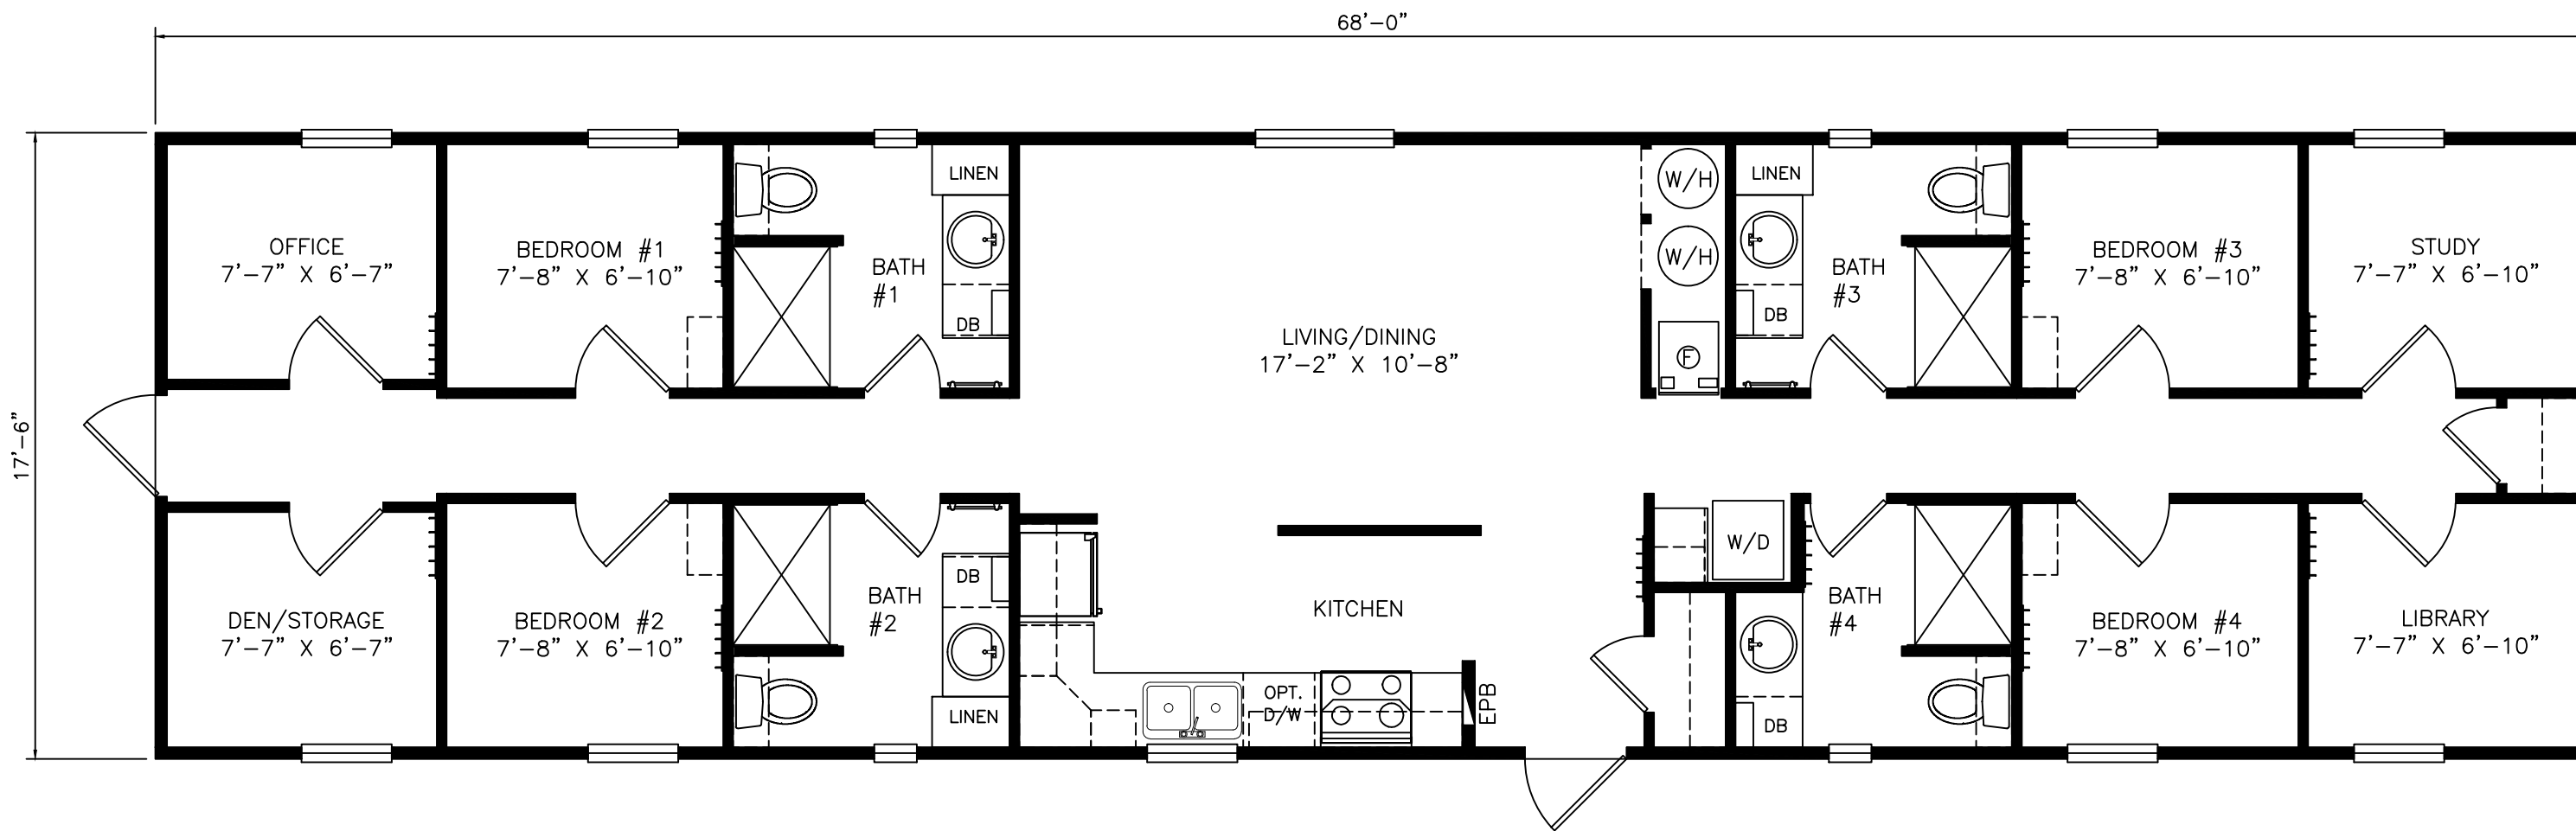 68'-0"
17'-6"
OFFICE
7'-7" X 6'-7"
BEDROOM #1
7'-8" X 6'-10"
BATH
#1
LINEN
DB
LIVING/DINING
17'-2" X 10'-8"
W/H
W/H
F
LINEN
DB
BATH
#3
BEDROOM #3
7'-8" X 6'-10"
STUDY
7'-7" X 6'-10"
DEN/STORAGE
7'-7" X 6'-7"
BEDROOM #2
7'-8" X 6'-10"
BATH
#2
DB
LINEN
KITCHEN
OPT.
D/W
EPB
W/D
BATH
#4
DB
BEDROOM #4
7'-8" X 6'-10"
LIBRARY
7'-7" X 6'-10"